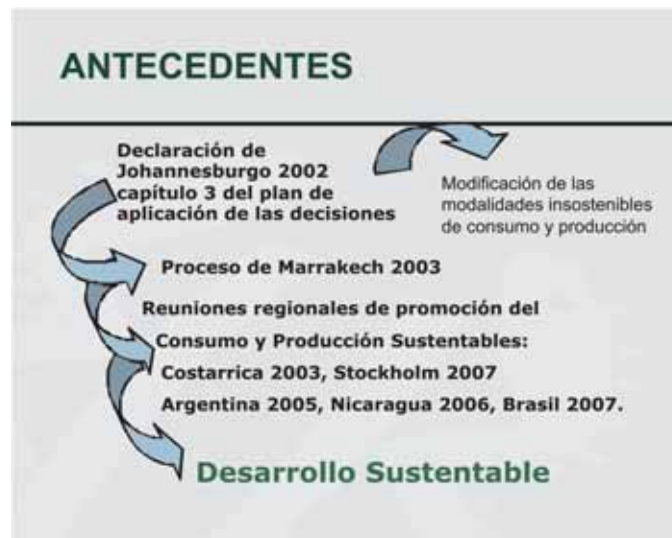 ANTECEDENTES
Declaración de
Johannesburgo 2002
capítulo 3 del plan de
aplicación de las decisiones
Modificación de las
modalidades insostenibles
de consumo y producción
Proceso de Marrakech 2003
Reuniones regionales de promoción del
Consumo y Producción Sustentables:
Costarrica 2003, Stockholm 2007
Argentina 2005, Nicaragua 2006, Brasil 2007.
Desarrollo Sustentable